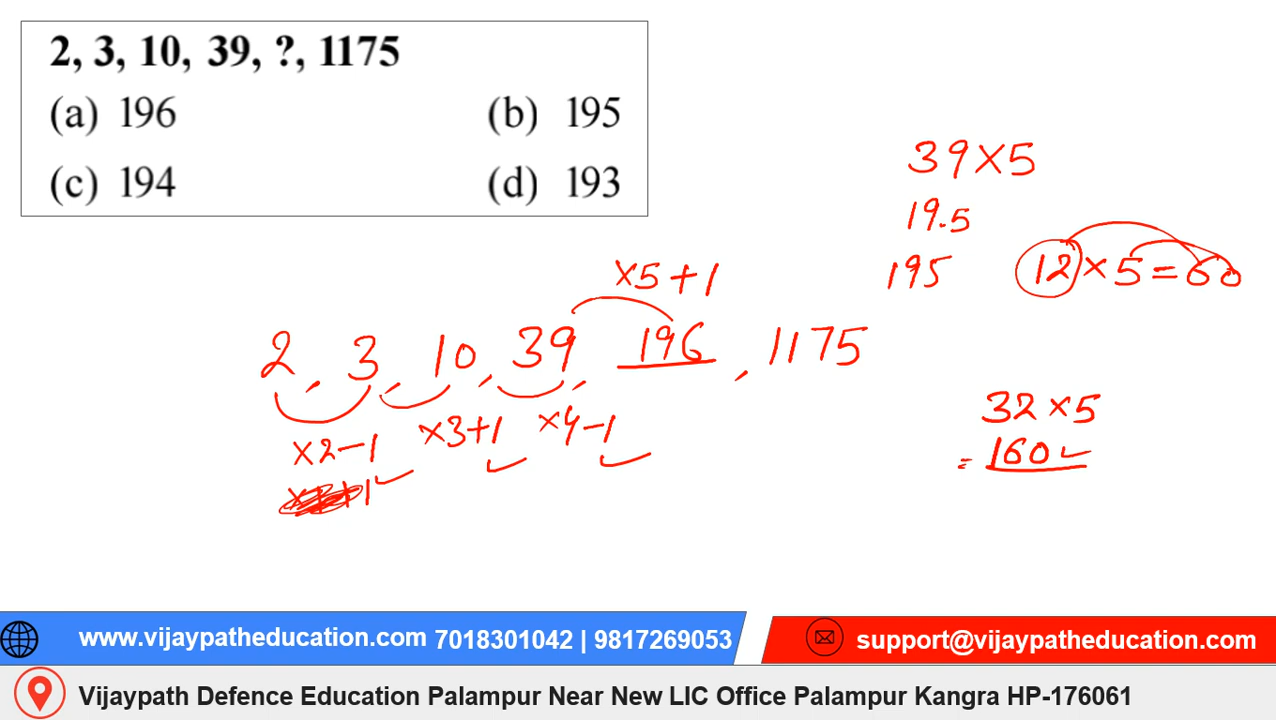 2, 3, 10, 39, ?, 1175
(a) 196 (b) 195
(c) 194 (d) 193
39×5
19.5
195 12×5=60
×5+1
2, 3, 10, 39, 196, 1175
×2-1 ×3+1 ×4-1
32×5
=160
www.vijaypatheducation.com 7018301042 | 9817269053 support@vijaypatheducation.com
Vijaypath Defence Education Palampur Near New LIC Office Palampur Kangra HP-176061